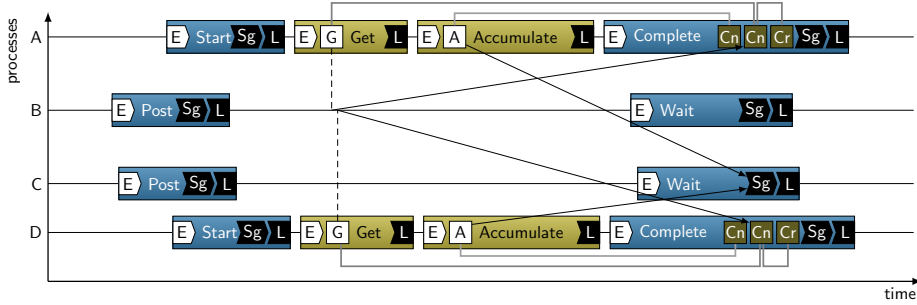 processes
A E Start Sg L E G Get L E A Accumulate L E Complete Cn Cn Cr Sg L
B E Post Sg L E Wait Sg L
C E Post Sg L E Wait Sg L
D E Start Sg L E G Get L E A Accumulate L E Complete Cn Cn Cr Sg L
time